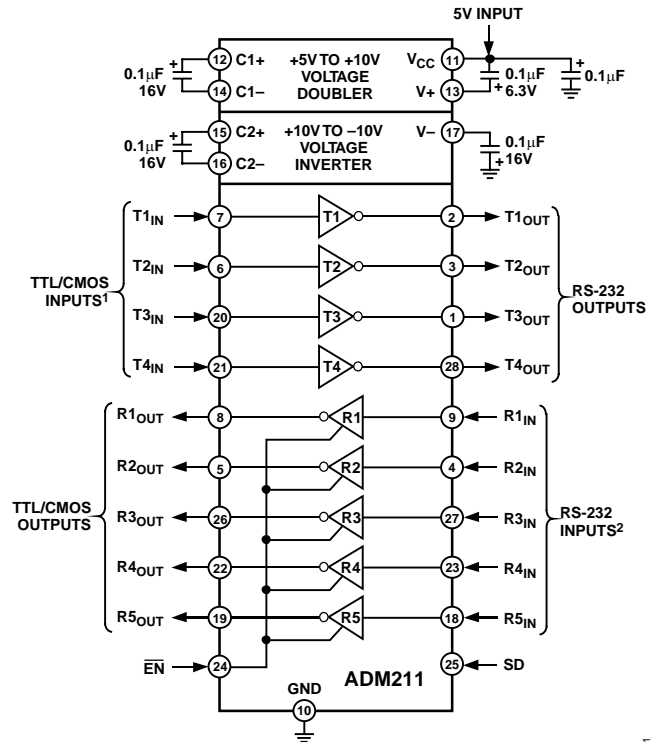 5V INPUT
0.1µF
16V
+
12 C1+
14 C1–
+5V TO +10V
VOLTAGE
DOUBLER
VCC 11
V+ 13
+
0.1µF
6.3V
+
0.1µF
0.1µF
16V
+
15 C2+
16 C2–
+10V TO –10V
VOLTAGE
INVERTER
V– 17
0.1µF
+
16V
TTL/CMOS
INPUTS1
T1IN 7 T1 2 T1OUT
T2IN 6 T2 3 T2OUT
T3IN 20 T3 1 T3OUT
T4IN 21 T4 28 T4OUT
RS-232
OUTPUTS
TTL/CMOS
OUTPUTS
R1OUT 8 R1 9 R1IN
R2OUT 5 R2 4 R2IN
R3OUT 26 R3 27 R3IN
R4OUT 22 R4 23 R4IN
R5OUT 19 R5 18 R5IN
RS-232
INPUTS2
EN 24
25 SD
ADM211
GND
10